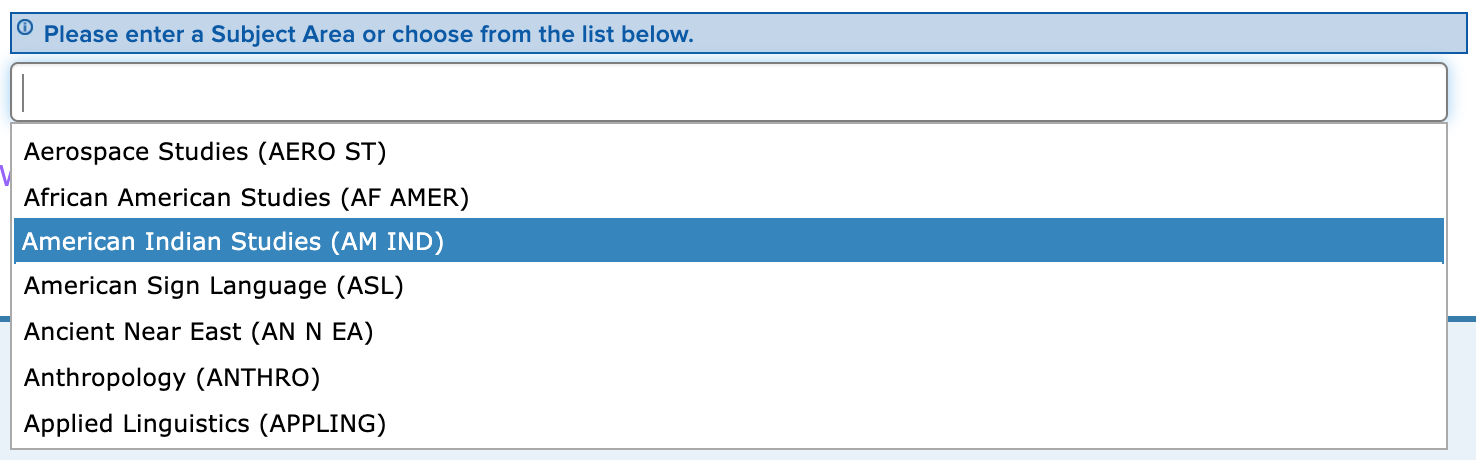 Please enter a Subject Area or choose from the list below.
Aerospace Studies (AERO ST)
African American Studies (AF AMER)
American Indian Studies (AM IND)
American Sign Language (ASL)
Ancient Near East (AN N EA)
Anthropology (ANTHRO)
Applied Linguistics (APPLING)